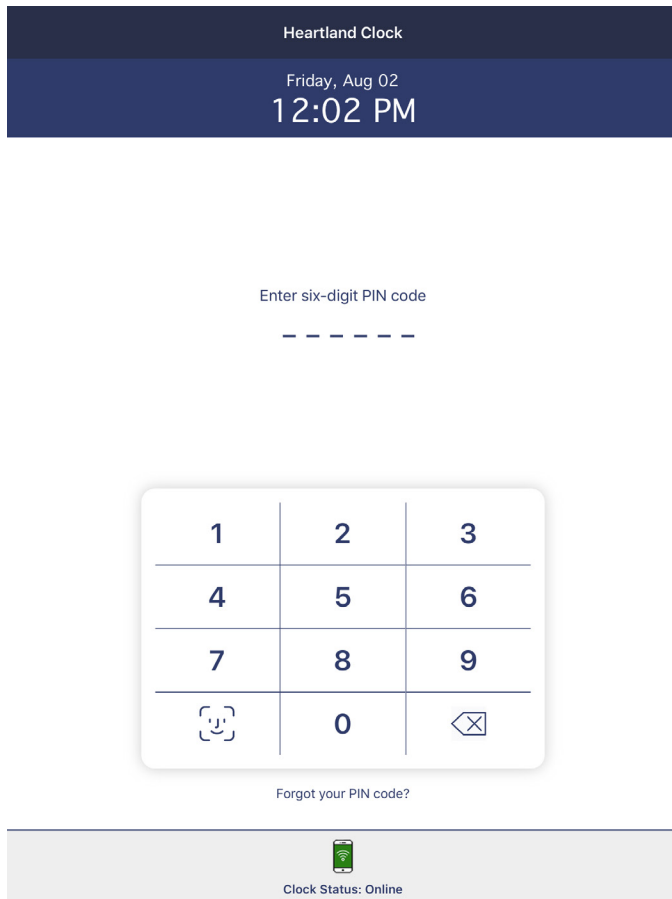 Heartland Clock
Friday, Aug 02
12:02 PM
Enter six-digit PIN code
1 2 3
4 5 6
7 8 9
0
Forgot your PIN code?
Clock Status: Online